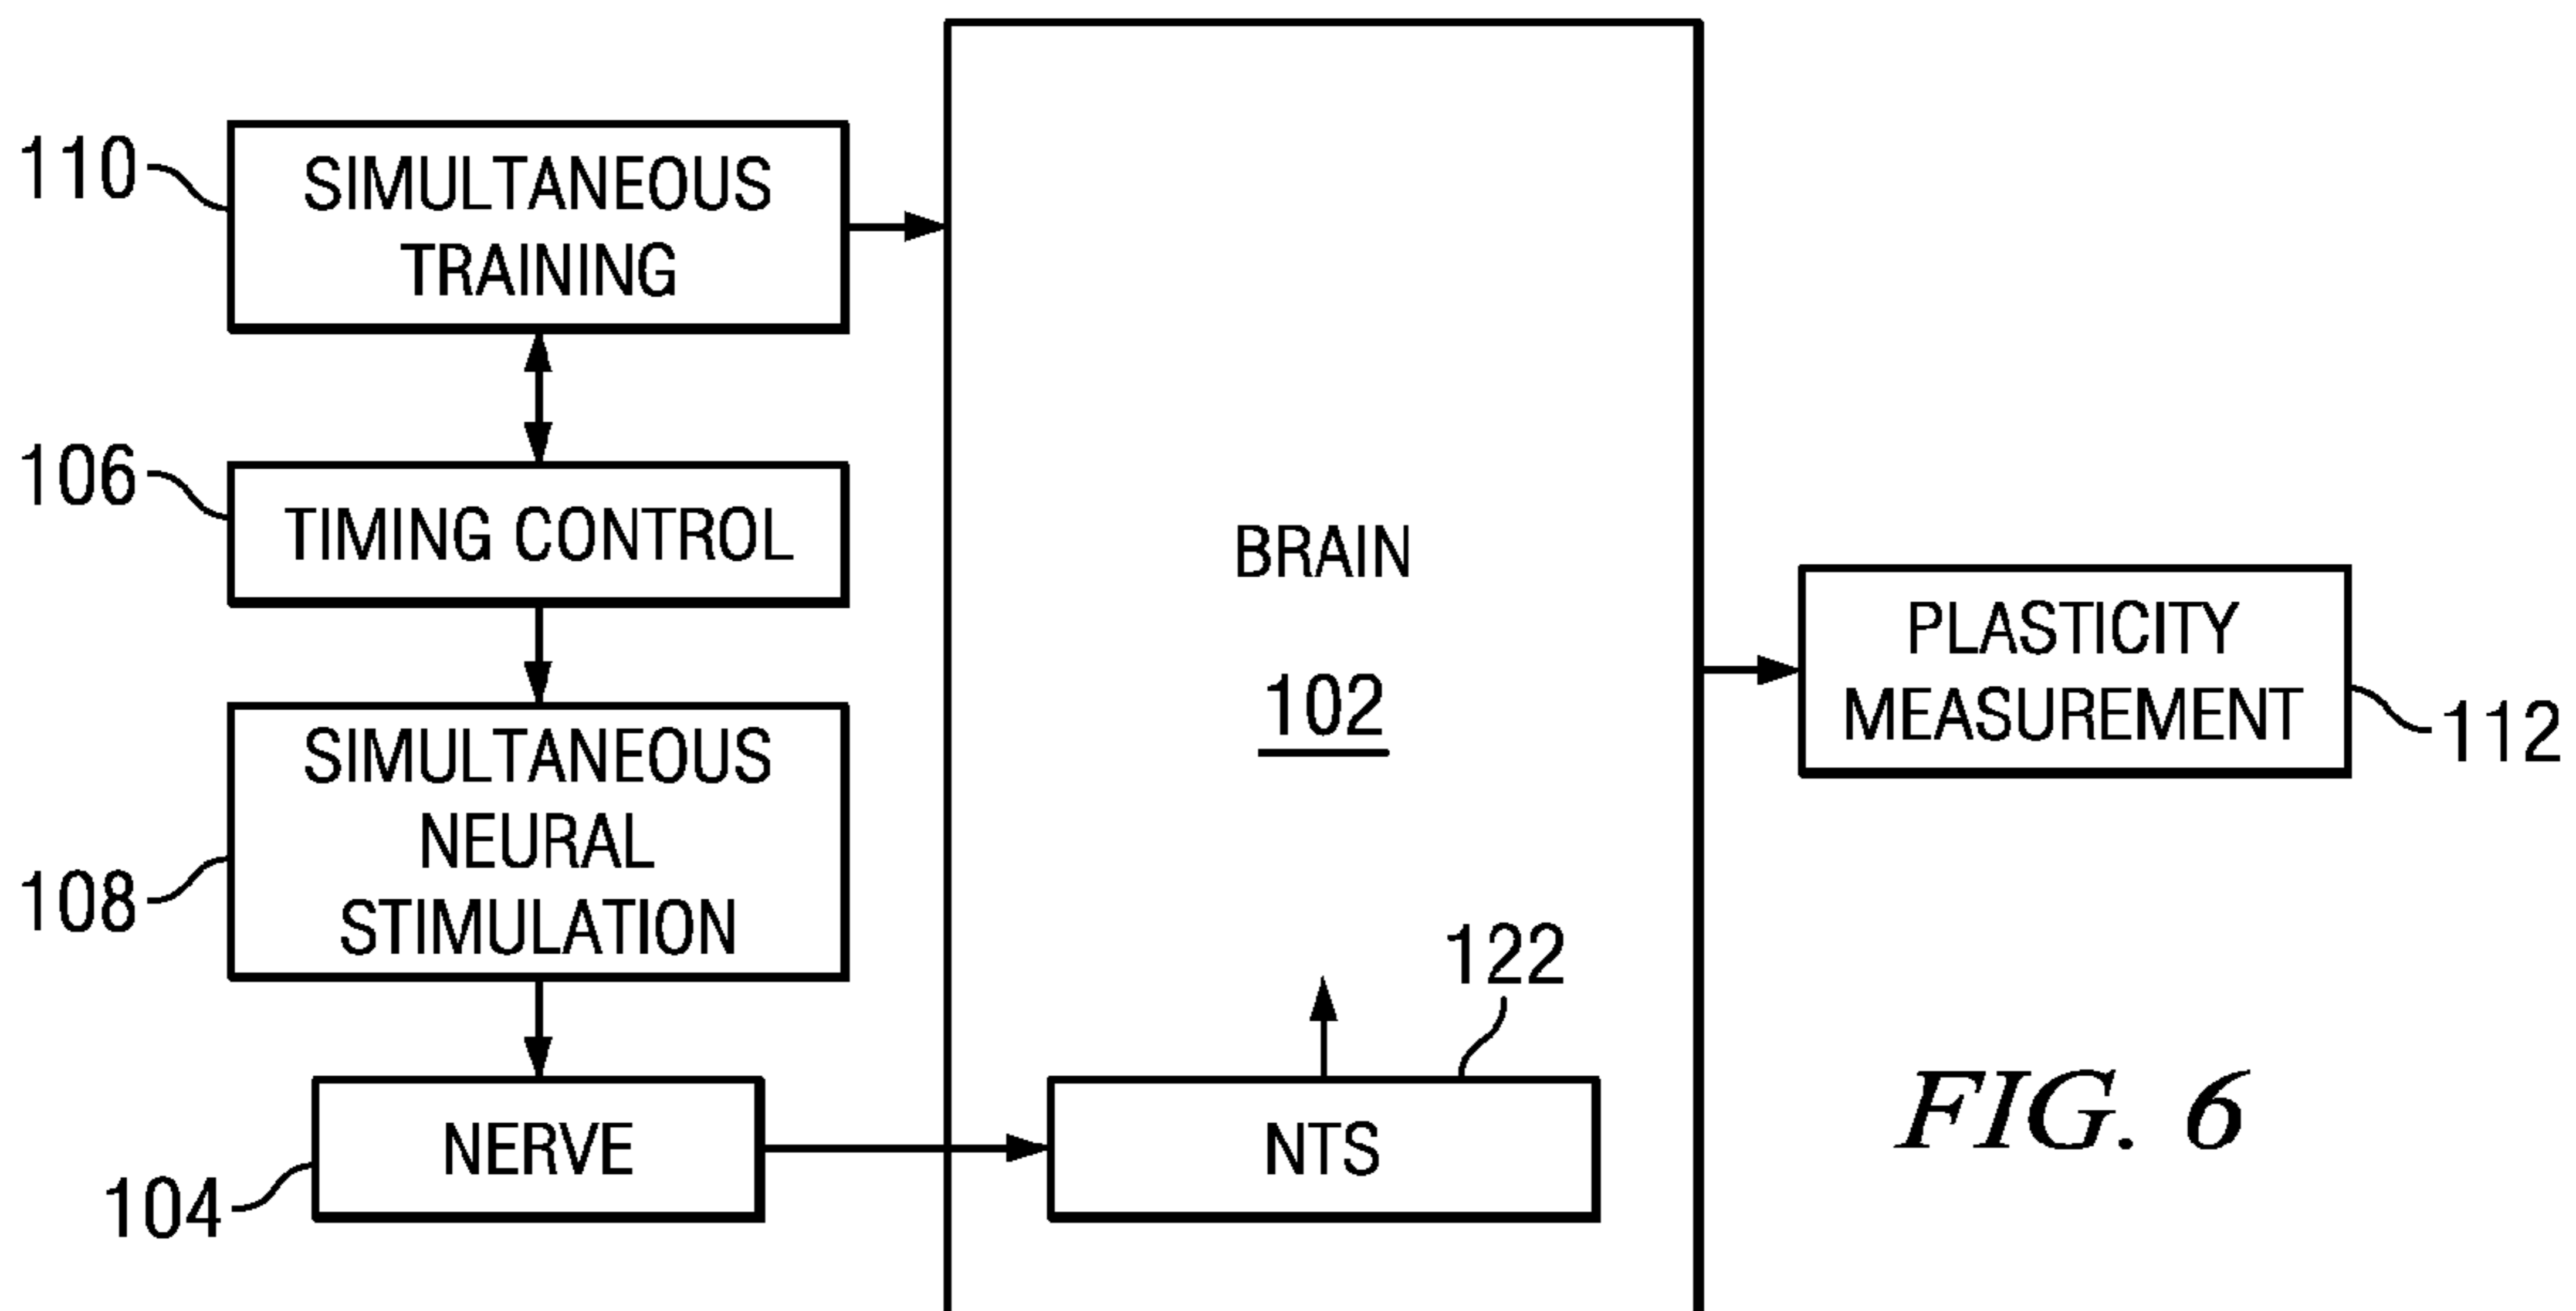 110
SIMULTANEOUS
TRAINING
106
TIMING CONTROL
108
SIMULTANEOUS
NEURAL
STIMULATION
104
NERVE
BRAIN
102
122
NTS
PLASTICITY
MEASUREMENT
112
FIG. 6